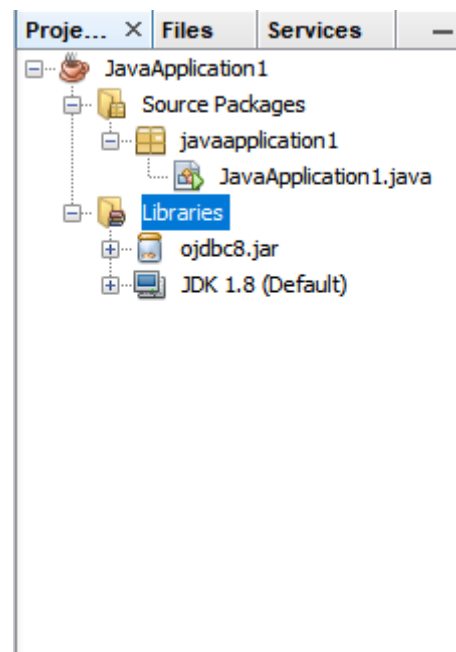 Proje... × Files Services
JavaApplication1
Source Packages
javaapplication1
JavaApplication1.java
Libraries
ojdbc8.jar
JDK 1.8 (Default)